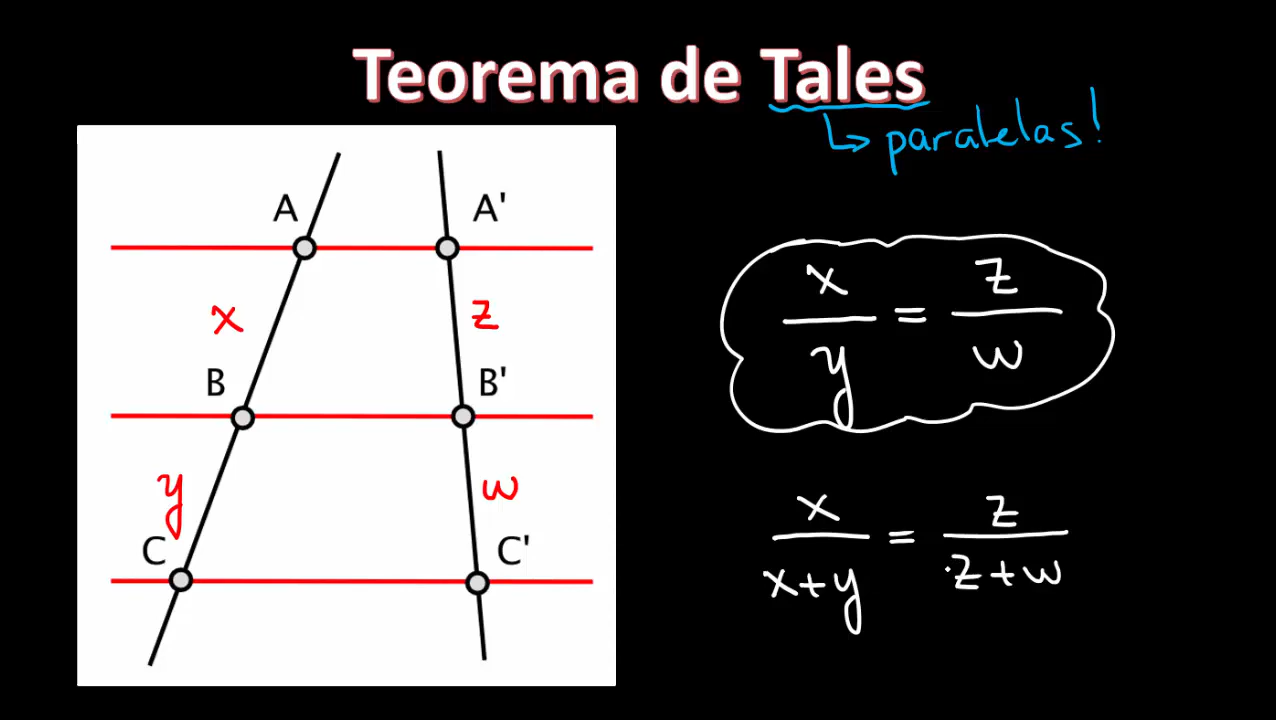 Teorema de Tales
↳ paralelas!
A A'
x z
B B'
y w
C C'
x/y = z/w
x/(x+y) = z/(z+w)